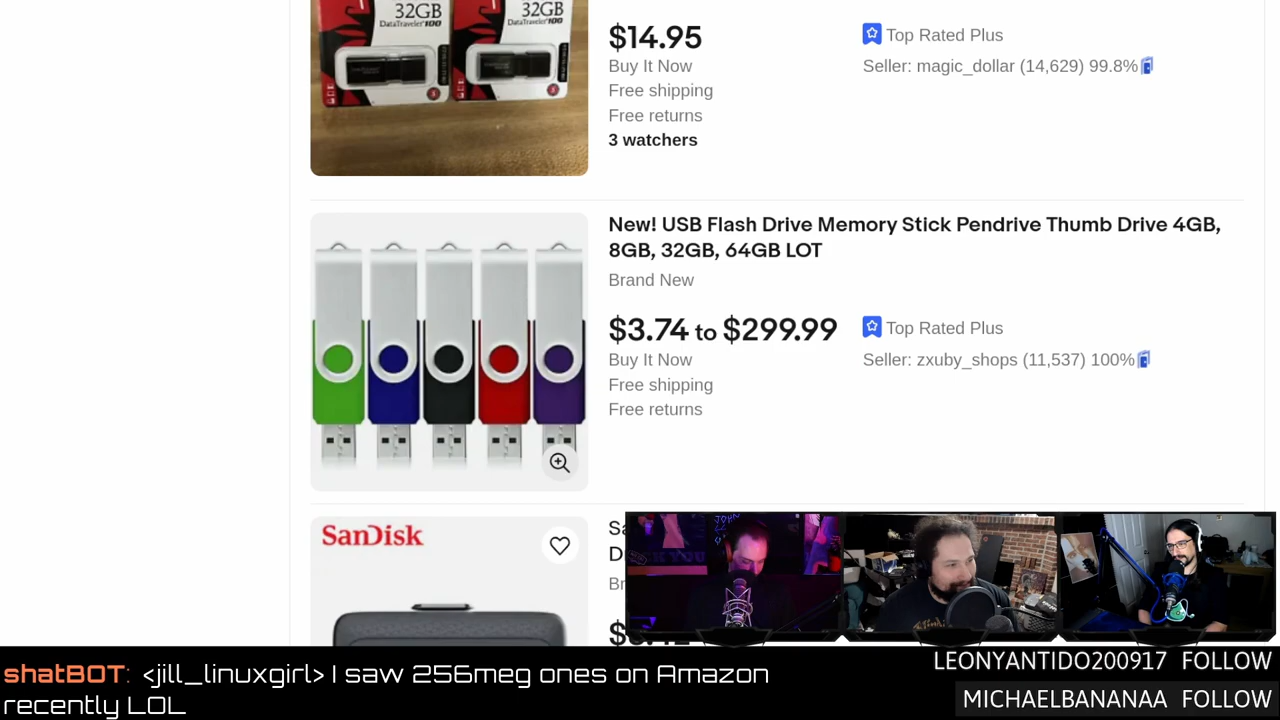 32GB
DataTraveler 100
32GB
DataTraveler 100
$14.95
Buy It Now
Free shipping
Free returns
3 watchers
Top Rated Plus
Seller: magic_dollar (14,629) 99.8%
New! USB Flash Drive Memory Stick Pendrive Thumb Drive 4GB,
8GB, 32GB, 64GB LOT
Brand New
$3.74 to $299.99
Buy It Now
Free shipping
Free returns
Top Rated Plus
Seller: zxuby_shops (11,537) 100%
SanDisk
shatBOT: <jill_linuxgirl> I saw 256meg ones on Amazon
recently LOL
LEONYANTIDO200917 FOLLOW
MICHAELBANANAA FOLLOW